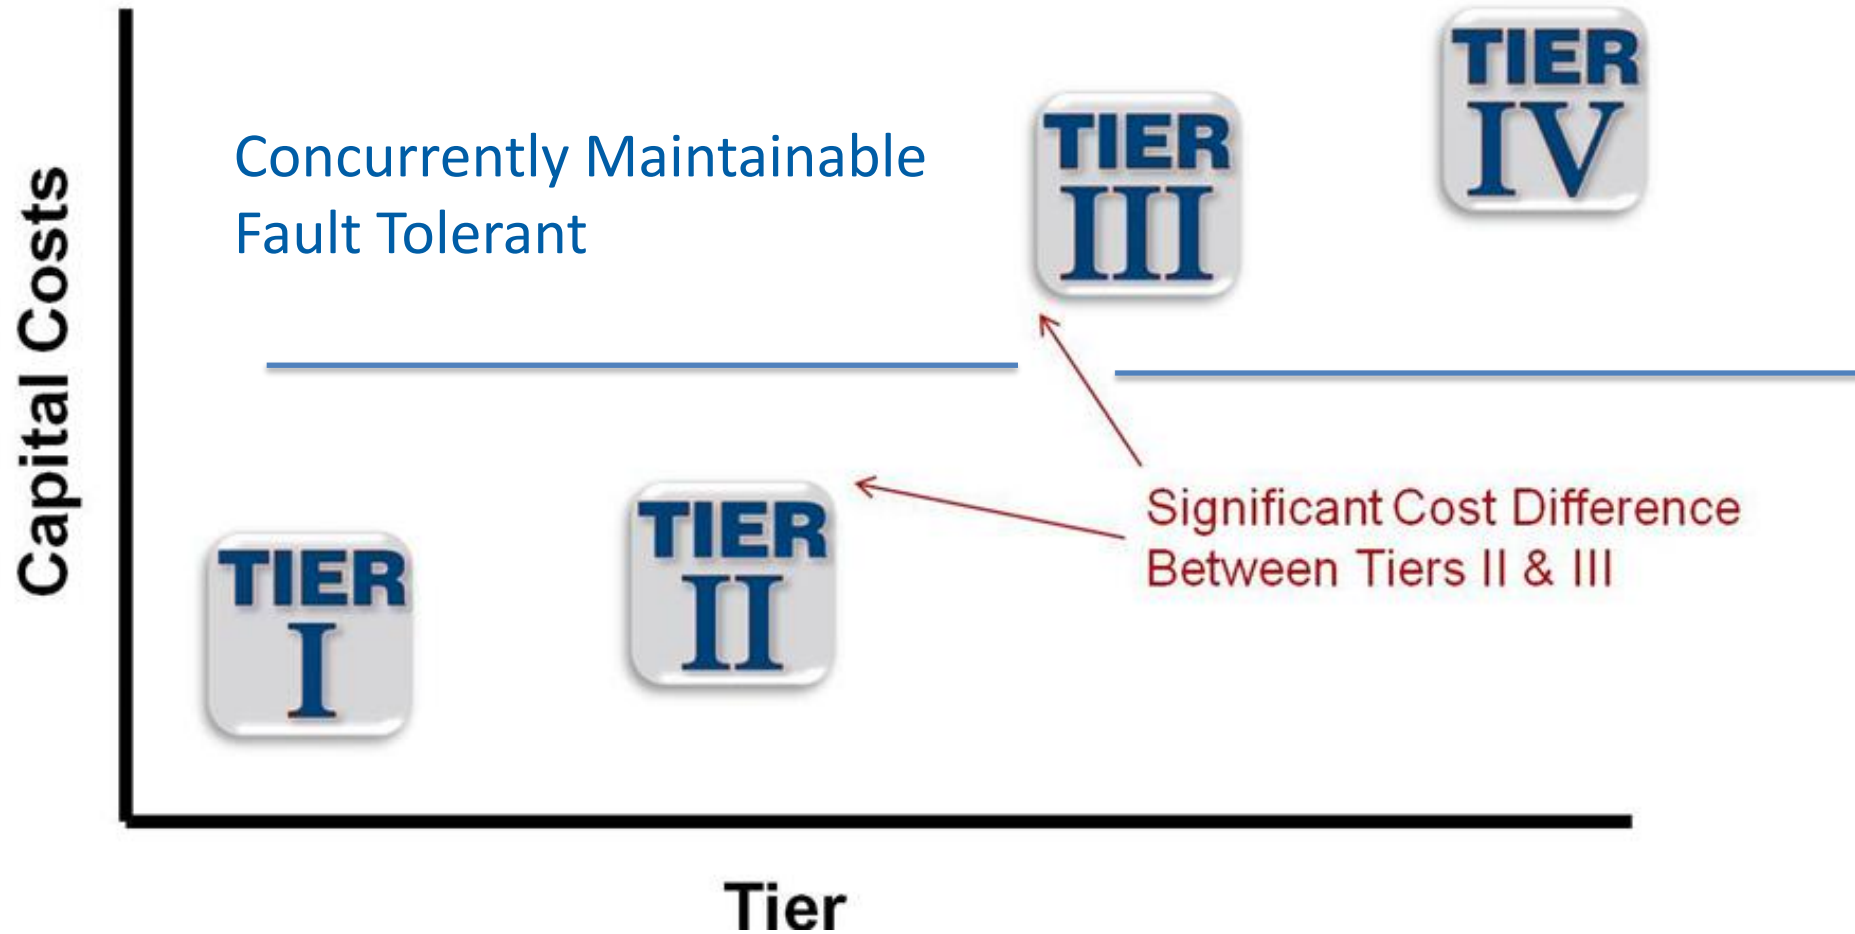 TIER
IV
TIER
III
Concurrently Maintainable
Fault Tolerant
Capital Costs
Significant Cost Difference
Between Tiers II & III
TIER
II
TIER
I
Tier